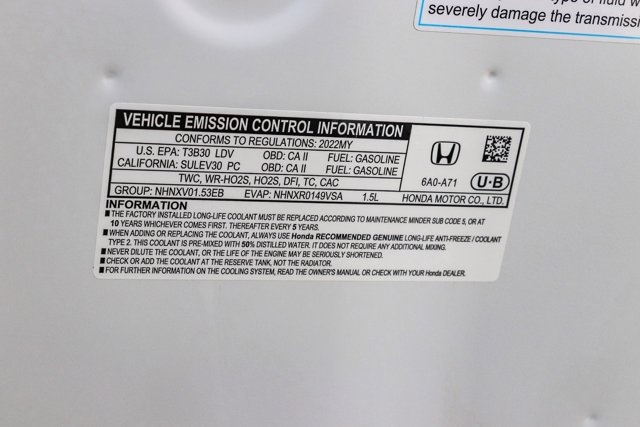 type of fluid w
severely damage the transmissi
VEHICLE EMISSION CONTROL INFORMATION
CONFORMS TO REGULATIONS: 2022MY
U.S. EPA: T3B30 LDV OBD: CA II FUEL: GASOLINE
CALIFORNIA: SULEV30 PC OBD: CA II FUEL: GASOLINE
TWC, WR-HO2S, HO2S, DFI, TC, CAC
GROUP: NHNXV01.53EB EVAP: NHNXR0149VSA 1.5L
6A0-A71 U·B
HONDA MOTOR CO., LTD.
INFORMATION
■ THE FACTORY INSTALLED LONG-LIFE COOLANT MUST BE REPLACED ACCORDING TO MAINTENANCE MINDER SUB CODE 5, OR AT
10 YEARS WHICHEVER COMES FIRST. THEREAFTER EVERY 5 YEARS.
■ WHEN ADDING OR REPLACING THE COOLANT, ALWAYS USE Honda RECOMMENDED GENUINE LONG-LIFE ANTI-FREEZE / COOLANT
TYPE 2. THIS COOLANT IS PRE-MIXED WITH 50% DISTILLED WATER. IT DOES NOT REQUIRE ANY ADDITIONAL MIXING.
■ NEVER DILUTE THE COOLANT, OR THE LIFE OF THE ENGINE MAY BE SERIOUSLY SHORTENED.
■ CHECK OR ADD THE COOLANT AT THE RESERVE TANK, NOT THE RADIATOR.
■ FOR FURTHER INFORMATION ON THE COOLING SYSTEM, READ THE OWNER'S MANUAL OR CHECK WITH YOUR Honda DEALER.